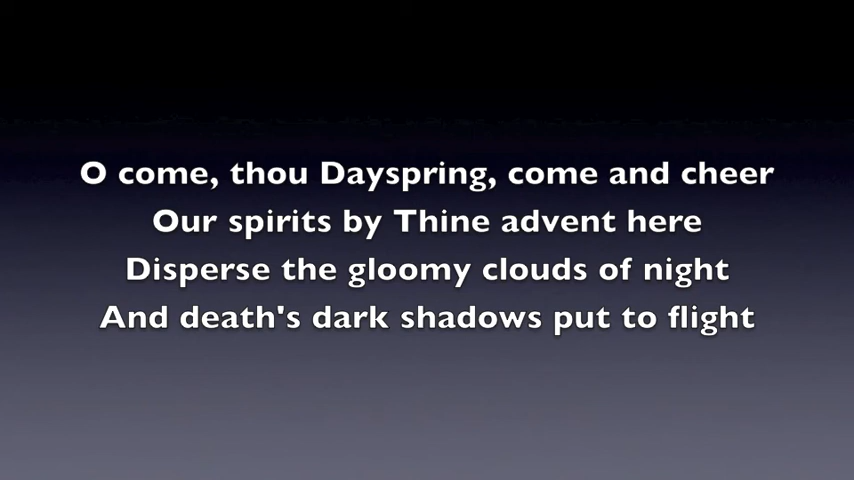 O come, thou Dayspring, come and cheer
Our spirits by Thine advent here
Disperse the gloomy clouds of night
And death's dark shadows put to flight